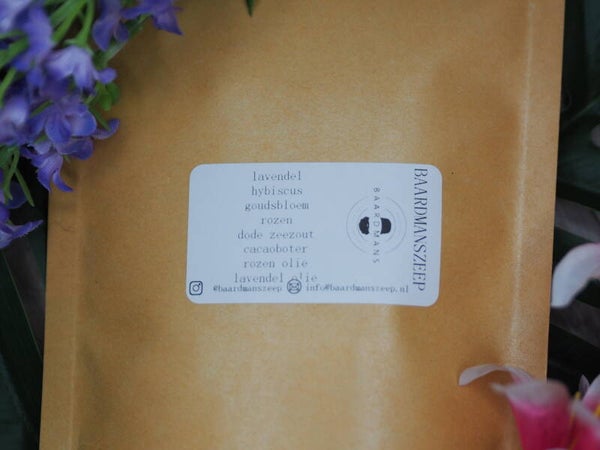 lavendel
hybiscus
goudsbloem
rozen
dode zeezout
cacaoboter
rozen olie
lavendel olie
@baardmanszeep info@baardmanszeep.nl
BAARDMANS
BAARDMANSZEEP